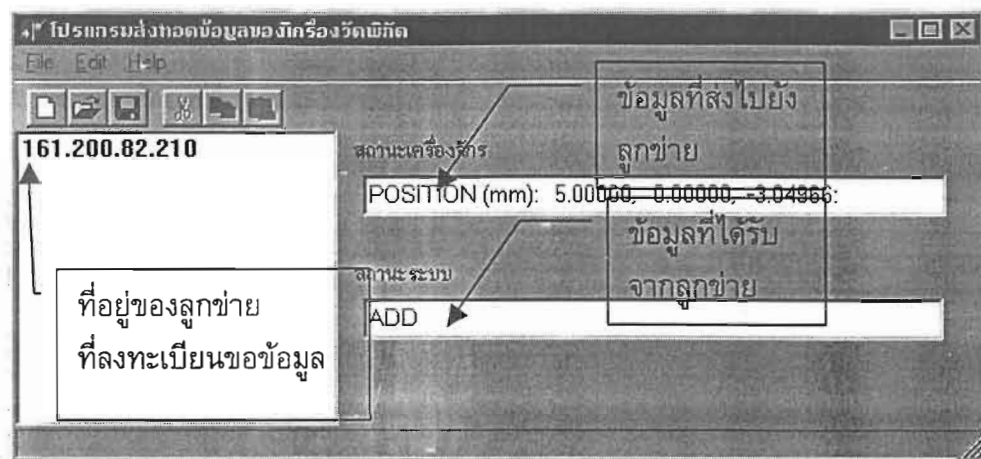 โปรแกรมส่งทอดข้อมูลของเครื่องวัดพิกัด
File Edit Help
161.200.82.210
สถานะเครื่องจักร
ข้อมูลที่ส่งไปยัง
ลูกข่าย
POSITION (mm): 5.00000, 0.00000, -3.04966:
ข้อมูลที่ได้รับ
จากลูกข่าย
สถานะระบบ
ADD
ที่อยู่ของลูกข่าย
ที่ลงทะเบียนขอข้อมูล